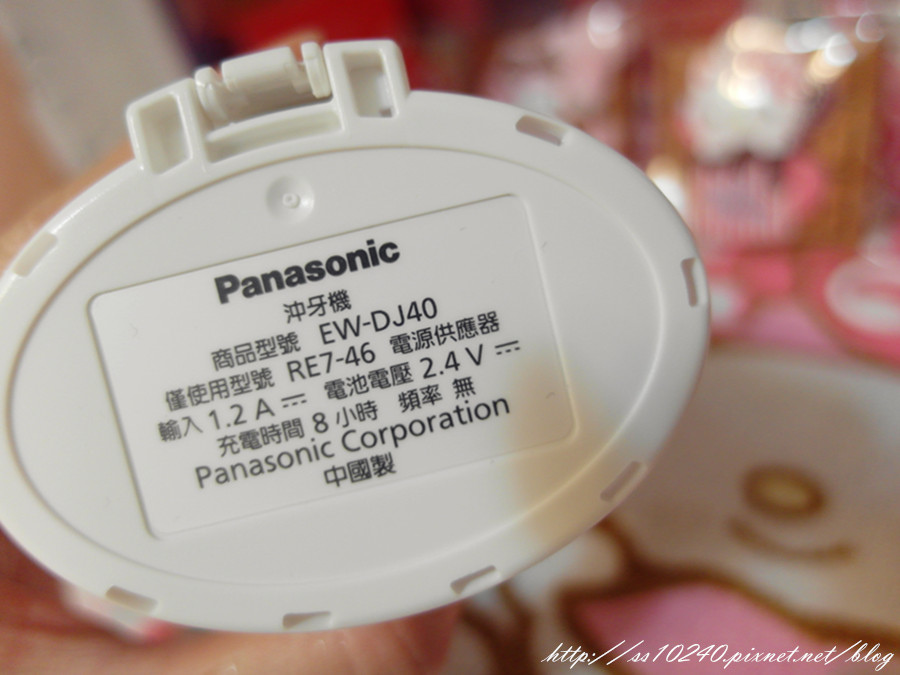 Panasonic
沖牙機
商品型號 EW-DJ40
僅使用型號 RE7-46 電源供應器
輸入 1.2 A ⎓ 電池電壓 2.4 V ⎓
充電時間 8 小時 頻率 無
Panasonic Corporation
中國製
http://ss10240.pixnet.net/blog